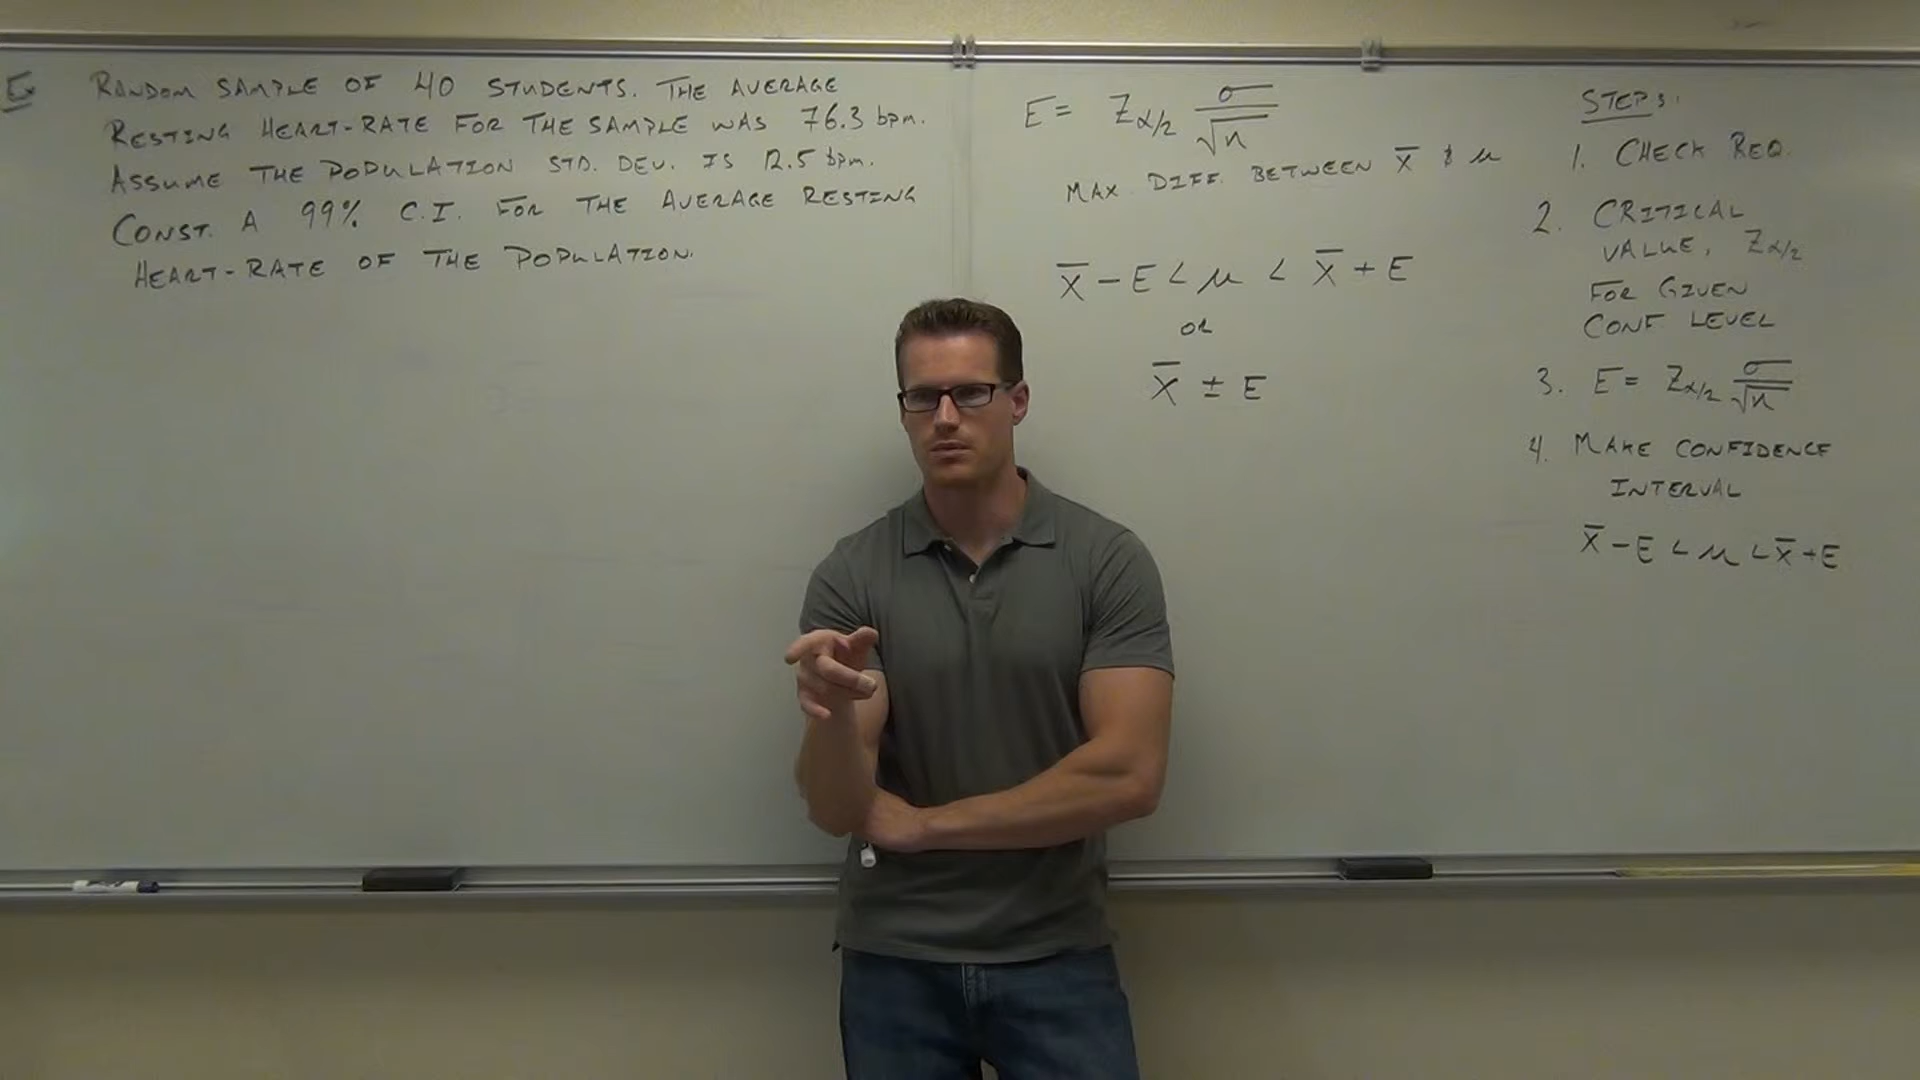 Ex RANDOM SAMPLE OF 40 STUDENTS. THE AVERAGE
RESTING HEART-RATE FOR THE SAMPLE WAS 76.3 bpm.
ASSUME THE POPULATION STD. DEV. IS 12.5 bpm.
CONST. A 99% C.I. FOR THE AVERAGE RESTING
HEART-RATE OF THE POPULATION.
E = Zα/2 σ/√n
MAX. DIFF. BETWEEN x̄ & μ
x̄ - E < μ < x̄ + E
OR
x̄ ± E
STEPS:
1. CHECK REQ.
2. CRITICAL
VALUE, Zα/2
FOR GIVEN
CONF LEVEL
3. E = Zα/2 σ/√n
4. MAKE CONFIDENCE
INTERVAL
x̄ - E < μ < x̄ + E